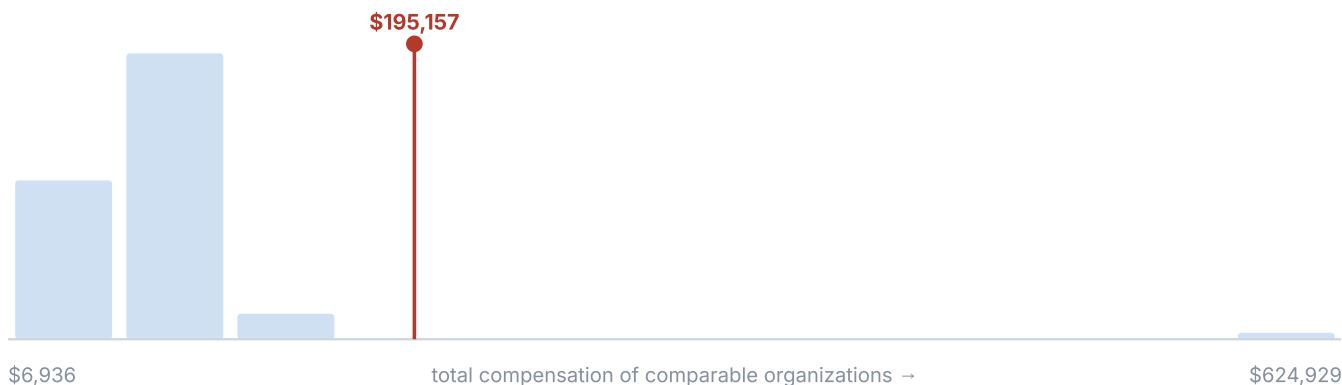 $195,157
$6,936 total compensation of comparable organizations → $624,929